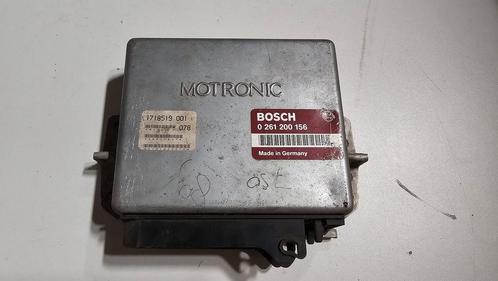 MOTRONIC
1718519 001
078
BOSCH
0 261 200 156
Made in Germany